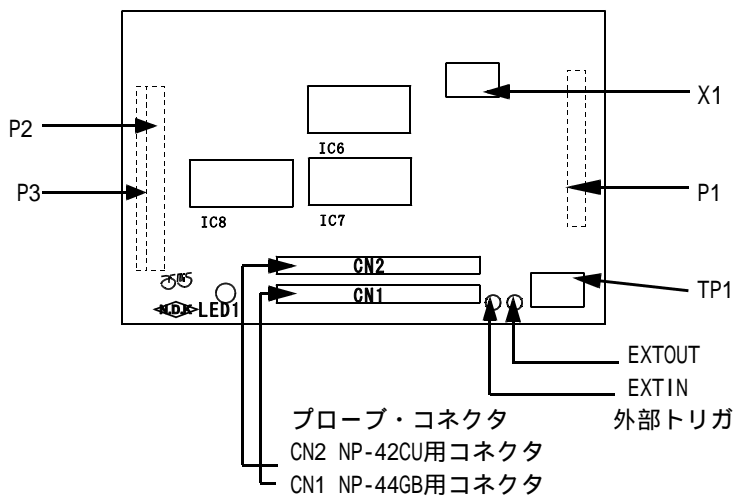 X1
P2
IC6
P3
P1
IC8
IC7
CN2
CN1
N.D.K
LED1
TP1
EXTOUT
EXTIN
プローブ・コネクタ
外部トリガ
CN2 NP-42CU用コネクタ
CN1 NP-44GB用コネクタ